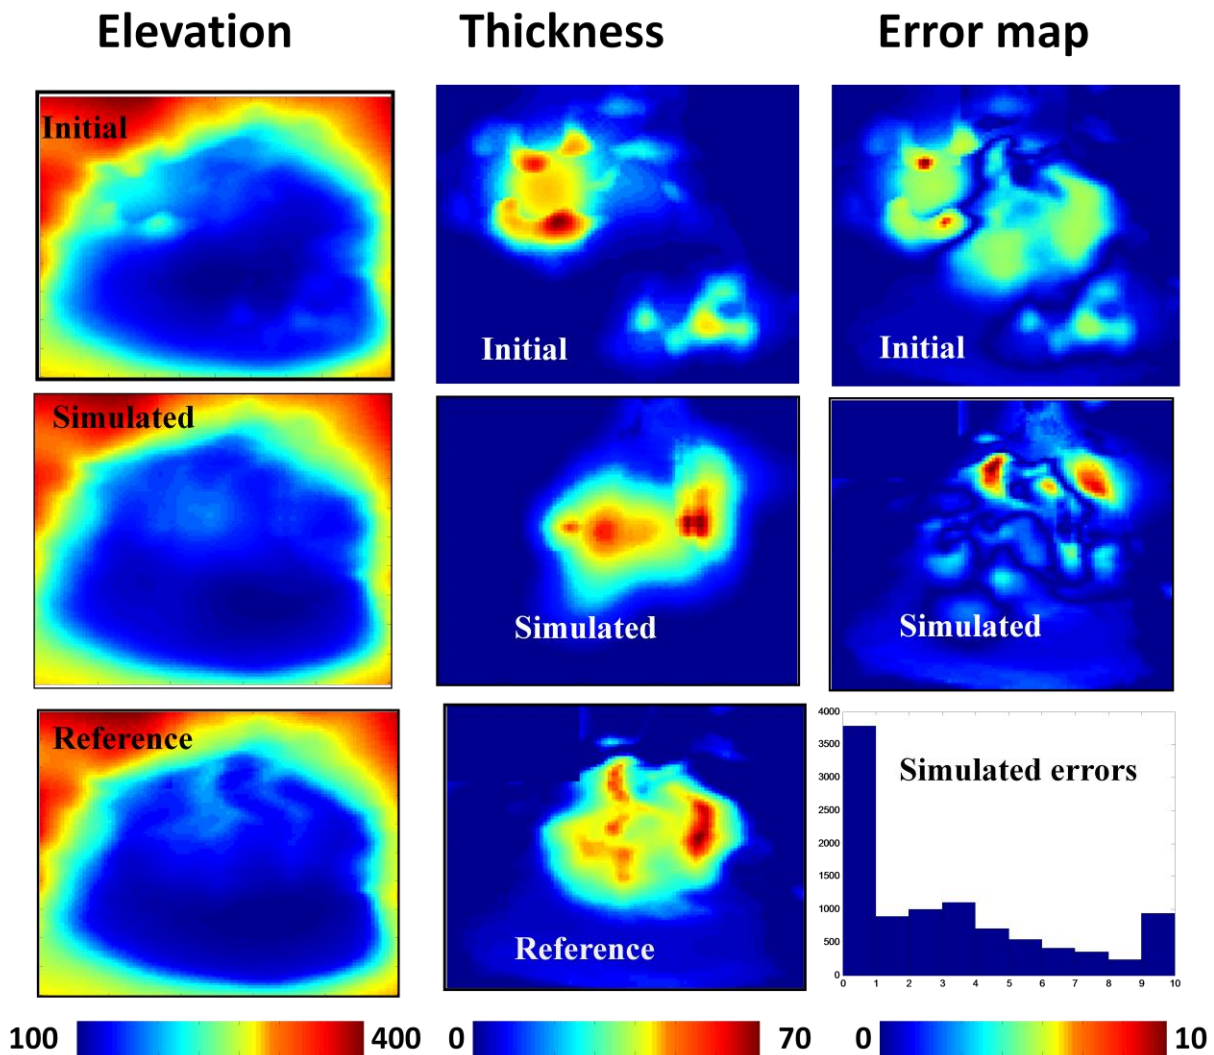 Elevation Thickness Error map
Initial
Initial
Initial
Simulated
Simulated
Simulated
Reference
Reference
Simulated errors
4000
3500
3000
2500
2000
1500
1000
500
0
0 1 2 3 4 5 6 7 8 9 10
100 400 0 70 0 10